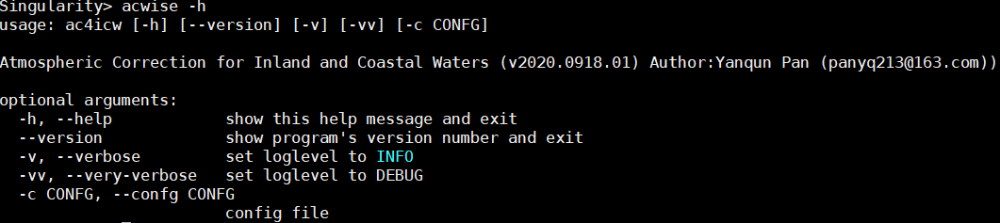 Singularity> acwise -h
usage: ac4icw [-h] [--version] [-v] [-vv] [-c CONFG]
Atmospheric Correction for Inland and Coastal Waters (v2020.0918.01) Author:Yanqun Pan (panyq213@163.com))
optional arguments:
-h, --help show this help message and exit
--version show program's version number and exit
-v, --verbose set loglevel to INFO
-vv, --very-verbose set loglevel to DEBUG
-c CONFG, --confg CONFG
config file